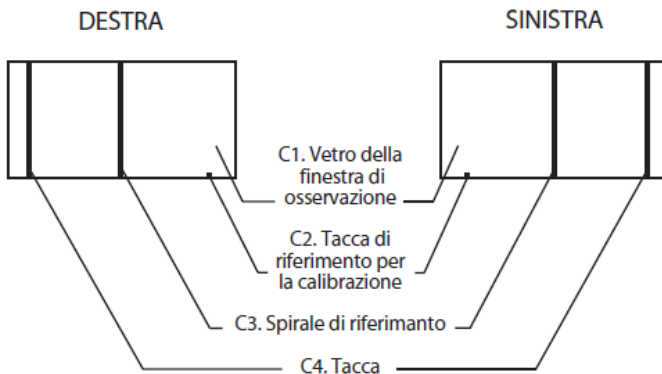 DESTRA
SINISTRA
C1. Vetro della
finestra di
osservazione
C2. Tacca di
riferimento per
la calibrazione
C3. Spirale di riferimanto
C4. Tacca